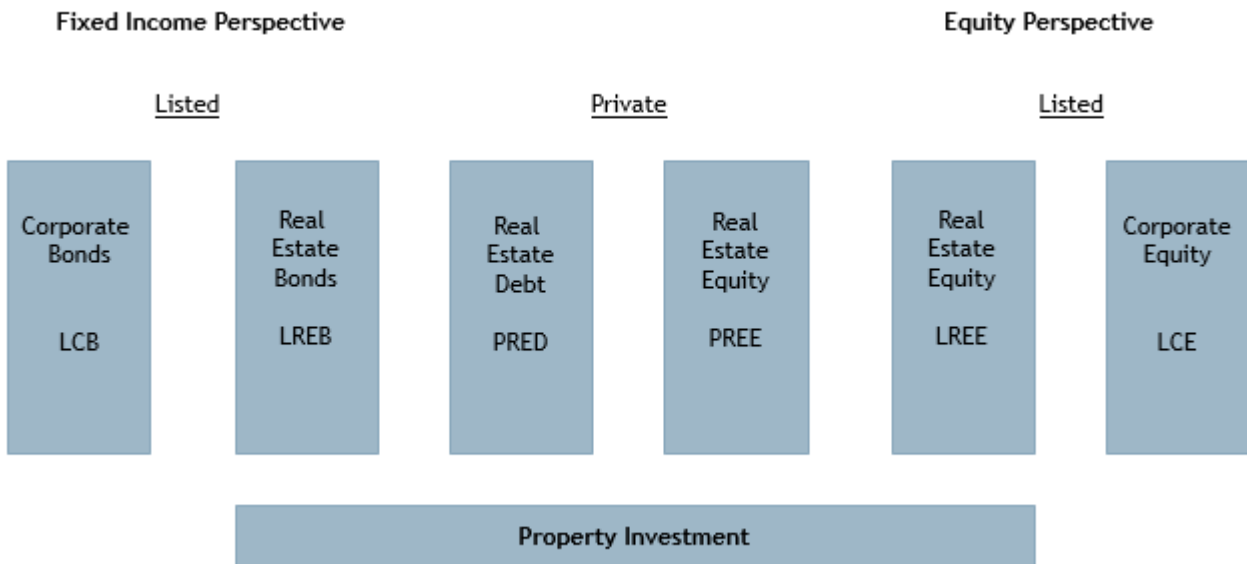 Fixed Income Perspective
Equity Perspective
Listed
Private
Listed
Corporate
Bonds
LCB
Real
Estate
Bonds
LREB
Real
Estate
Debt
PRED
Real
Estate
Equity
PREE
Real
Estate
Equity
LREE
Corporate
Equity
LCE
Property Investment